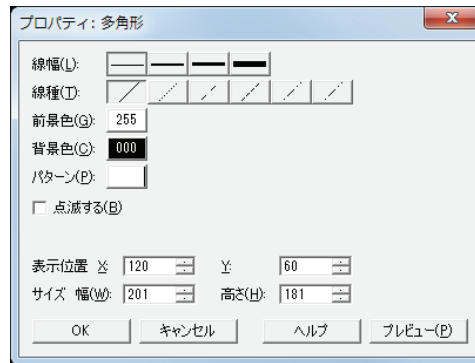 プロパティ: 多角形
線幅(L):
線種(T):
前景色(G): 255
背景色(C): 000
パターン(P):
点滅する(B)
表示位置 X: 120 Y: 60
サイズ 幅(W): 201 高さ(H): 181
OK キャンセル ヘルプ プレビュー(P)